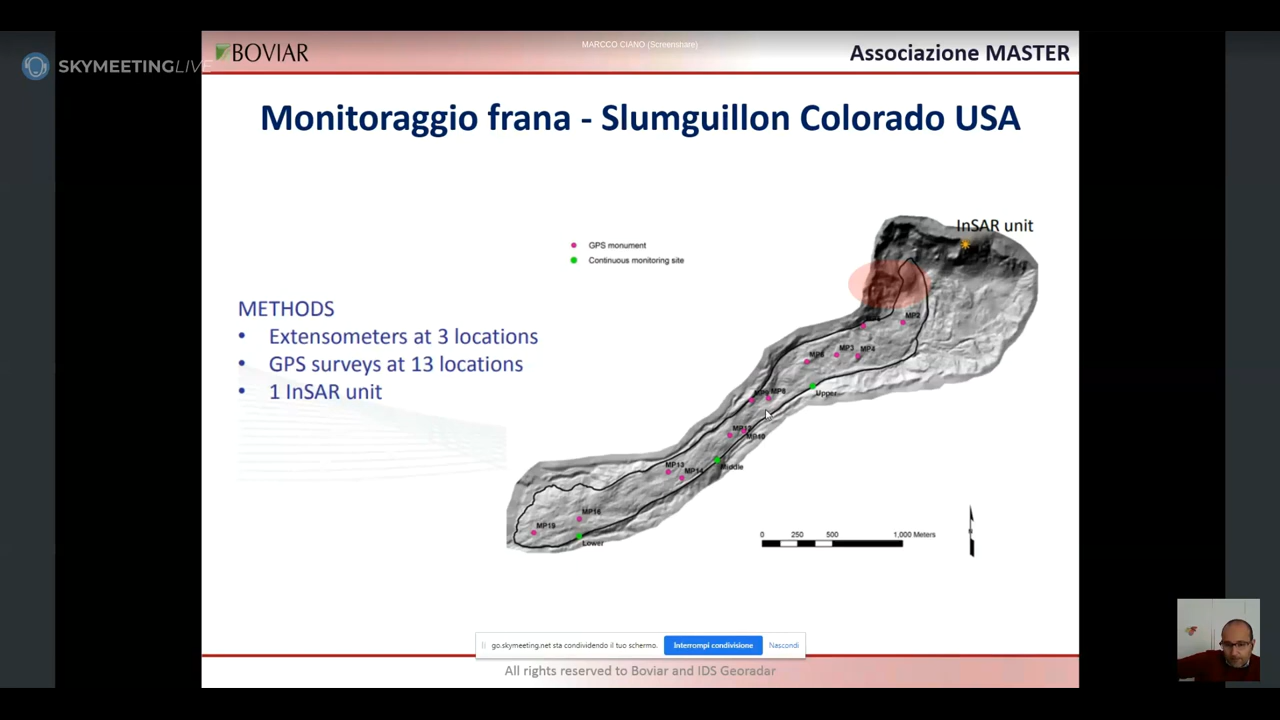 MARCCO CIANO (Screenshare)
BOVIAR
Associazione MASTER
SKYMEETINGLIVE
Monitoraggio frana - Slumguillon Colorado USA
InSAR unit
GPS monument
Continuous monitoring site
METHODS
• Extensometers at 3 locations
• GPS surveys at 13 locations
• 1 InSAR unit
MP2
MP3
MP4
MP6
Upper
MP8
MP10
MP13
MP14
Middle
MP16
MP19
Lower
0 250 500 1,000 Meters
go.skymeeting.net sta condividendo il tuo schermo.
Interrompi condivisione
Nascondi
All rights reserved to Boviar and IDS Georadar